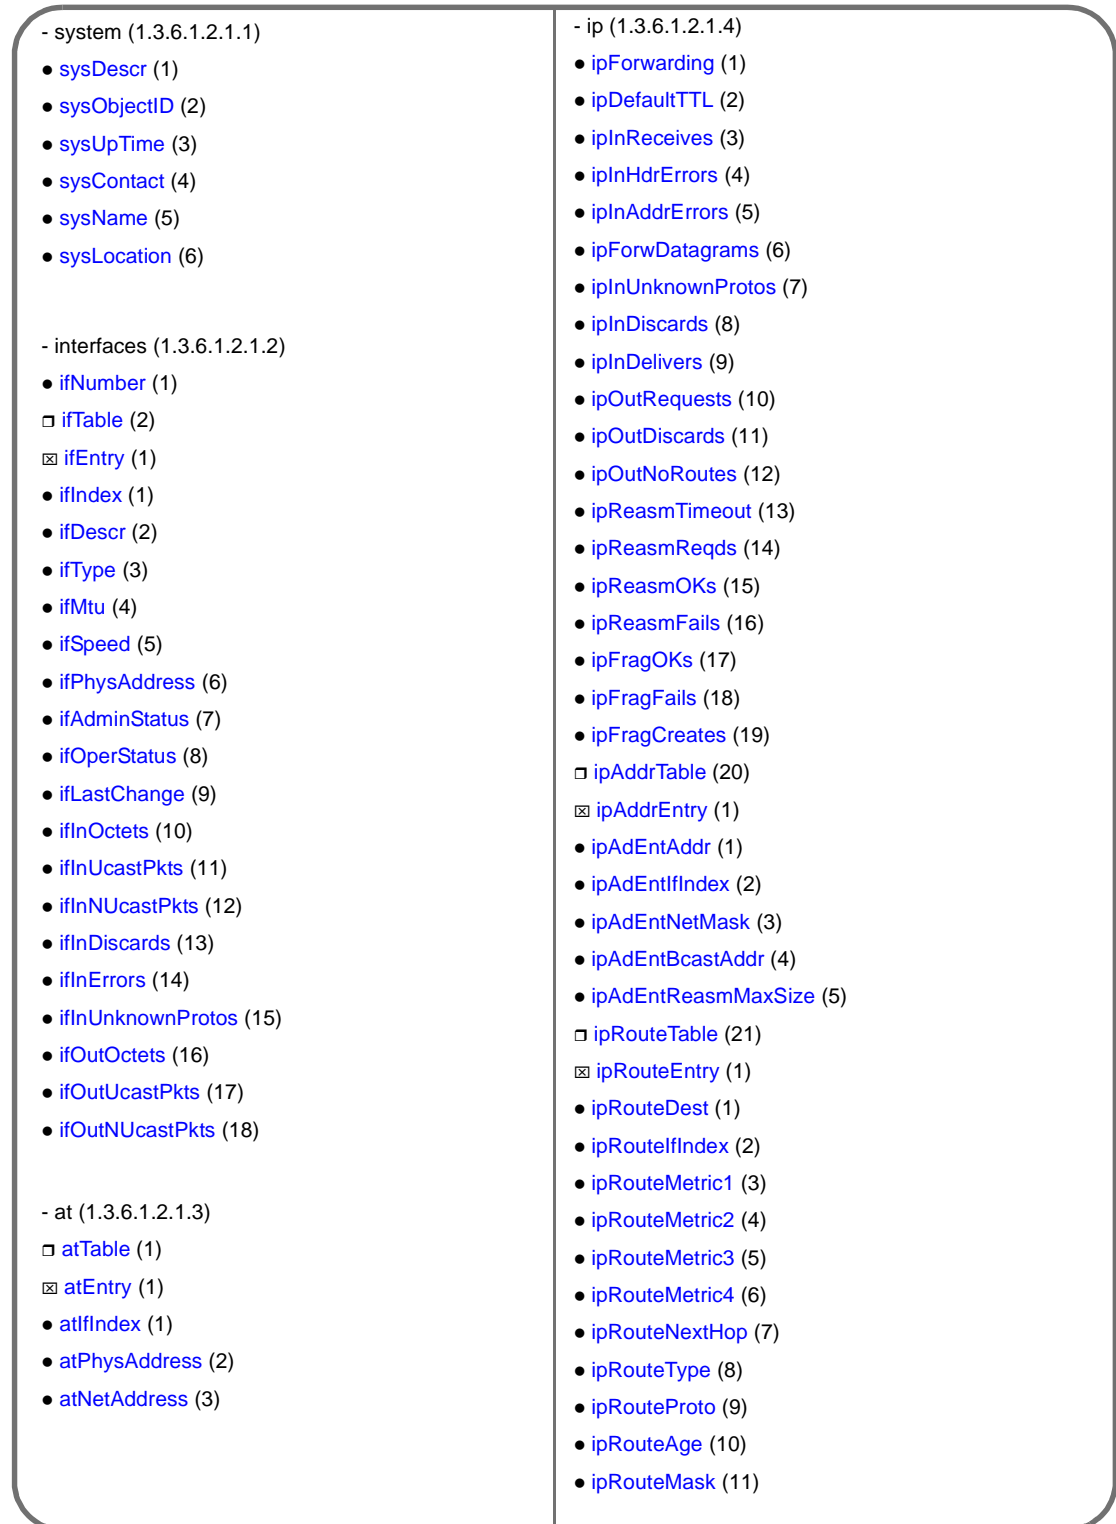 - system (1.3.6.1.2.1.1)
● sysDescr (1)
● sysObjectID (2)
● sysUpTime (3)
● sysContact (4)
● sysName (5)
● sysLocation (6)
- interfaces (1.3.6.1.2.1.2)
● ifNumber (1)
❒ ifTable (2)
☒ ifEntry (1)
● ifIndex (1)
● ifDescr (2)
● ifType (3)
● ifMtu (4)
● ifSpeed (5)
● ifPhysAddress (6)
● ifAdminStatus (7)
● ifOperStatus (8)
● ifLastChange (9)
● ifInOctets (10)
● ifInUcastPkts (11)
● ifInNUcastPkts (12)
● ifInDiscards (13)
● ifInErrors (14)
● ifInUnknownProtos (15)
● ifOutOctets (16)
● ifOutUcastPkts (17)
● ifOutNUcastPkts (18)
- at (1.3.6.1.2.1.3)
❒ atTable (1)
☒ atEntry (1)
● atIfIndex (1)
● atPhysAddress (2)
● atNetAddress (3)
- ip (1.3.6.1.2.1.4)
● ipForwarding (1)
● ipDefaultTTL (2)
● ipInReceives (3)
● ipInHdrErrors (4)
● ipInAddrErrors (5)
● ipForwDatagrams (6)
● ipInUnknownProtos (7)
● ipInDiscards (8)
● ipInDelivers (9)
● ipOutRequests (10)
● ipOutDiscards (11)
● ipOutNoRoutes (12)
● ipReasmTimeout (13)
● ipReasmReqds (14)
● ipReasmOKs (15)
● ipReasmFails (16)
● ipFragOKs (17)
● ipFragFails (18)
● ipFragCreates (19)
❒ ipAddrTable (20)
☒ ipAddrEntry (1)
● ipAdEntAddr (1)
● ipAdEntIfIndex (2)
● ipAdEntNetMask (3)
● ipAdEntBcastAddr (4)
● ipAdEntReasmMaxSize (5)
❒ ipRouteTable (21)
☒ ipRouteEntry (1)
● ipRouteDest (1)
● ipRouteIfIndex (2)
● ipRouteMetric1 (3)
● ipRouteMetric2 (4)
● ipRouteMetric3 (5)
● ipRouteMetric4 (6)
● ipRouteNextHop (7)
● ipRouteType (8)
● ipRouteProto (9)
● ipRouteAge (10)
● ipRouteMask (11)